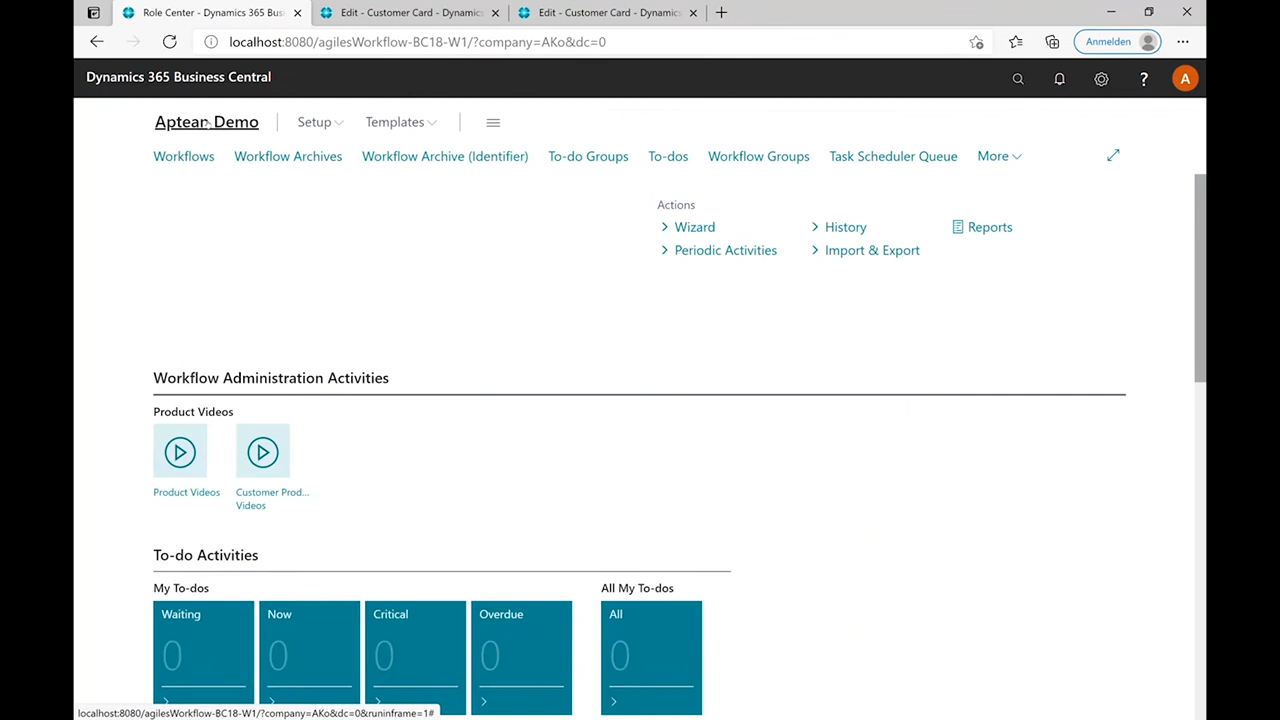 Role Center - Dynamics 365 Busi
Edit - Customer Card - Dynamics
Edit - Customer Card - Dynamics
localhost:8080/agilesWorkflow-BC18-W1/?company=AKo&dc=0
Anmelden
Dynamics 365 Business Central
?
A
Aptean Demo
Setup
Templates
Workflows
Workflow Archives
Workflow Archive (Identifier)
To-do Groups
To-dos
Workflow Groups
Task Scheduler Queue
More
Actions
> Wizard
> History
Reports
> Periodic Activities
> Import & Export
Workflow Administration Activities
Product Videos
Product Videos
Customer Prod...
Videos
To-do Activities
My To-dos
All My To-dos
Waiting
Now
Critical
Overdue
All
0
0
0
0
0
localhost:8080/agilesWorkflow-BC18-W1/?company=AKo&dc=0&runinframe=1#